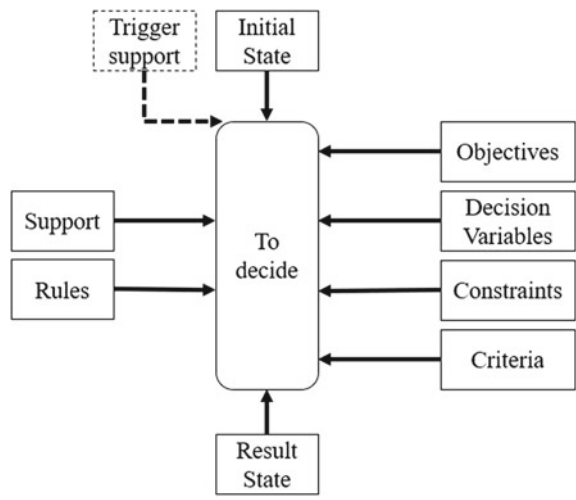 Trigger
support
Initial
State
Objectives
Support
Decision
Variables
To
decide
Rules
Constraints
Criteria
Result
State